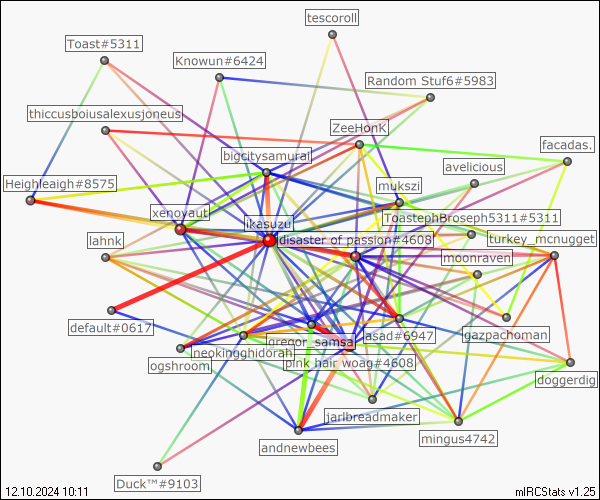 tescoroll
Toast#5311
Knowun#6424
Random Stuf6#5983
thiccusboiusalexusjoneus
ZeeHonK
bigcitysamurai
facadas.
avelicious
Heighleaigh#8575
mukszi
xenovaut
ikasuzu
ToastephBroseph5311#5311
lahnk
disaster of passion#4608
turkey_mcnugget
moonraven
default#0617
gregor_samsa
asad#6947
gazpachoman
neokingghidorah
ogshroom
pink hair woag#4608
doggerdig
jarlbreadmaker
andnewbees
mingus4742
Duck™#9103
12.10.2024 10:11
mIRCStats v1.25